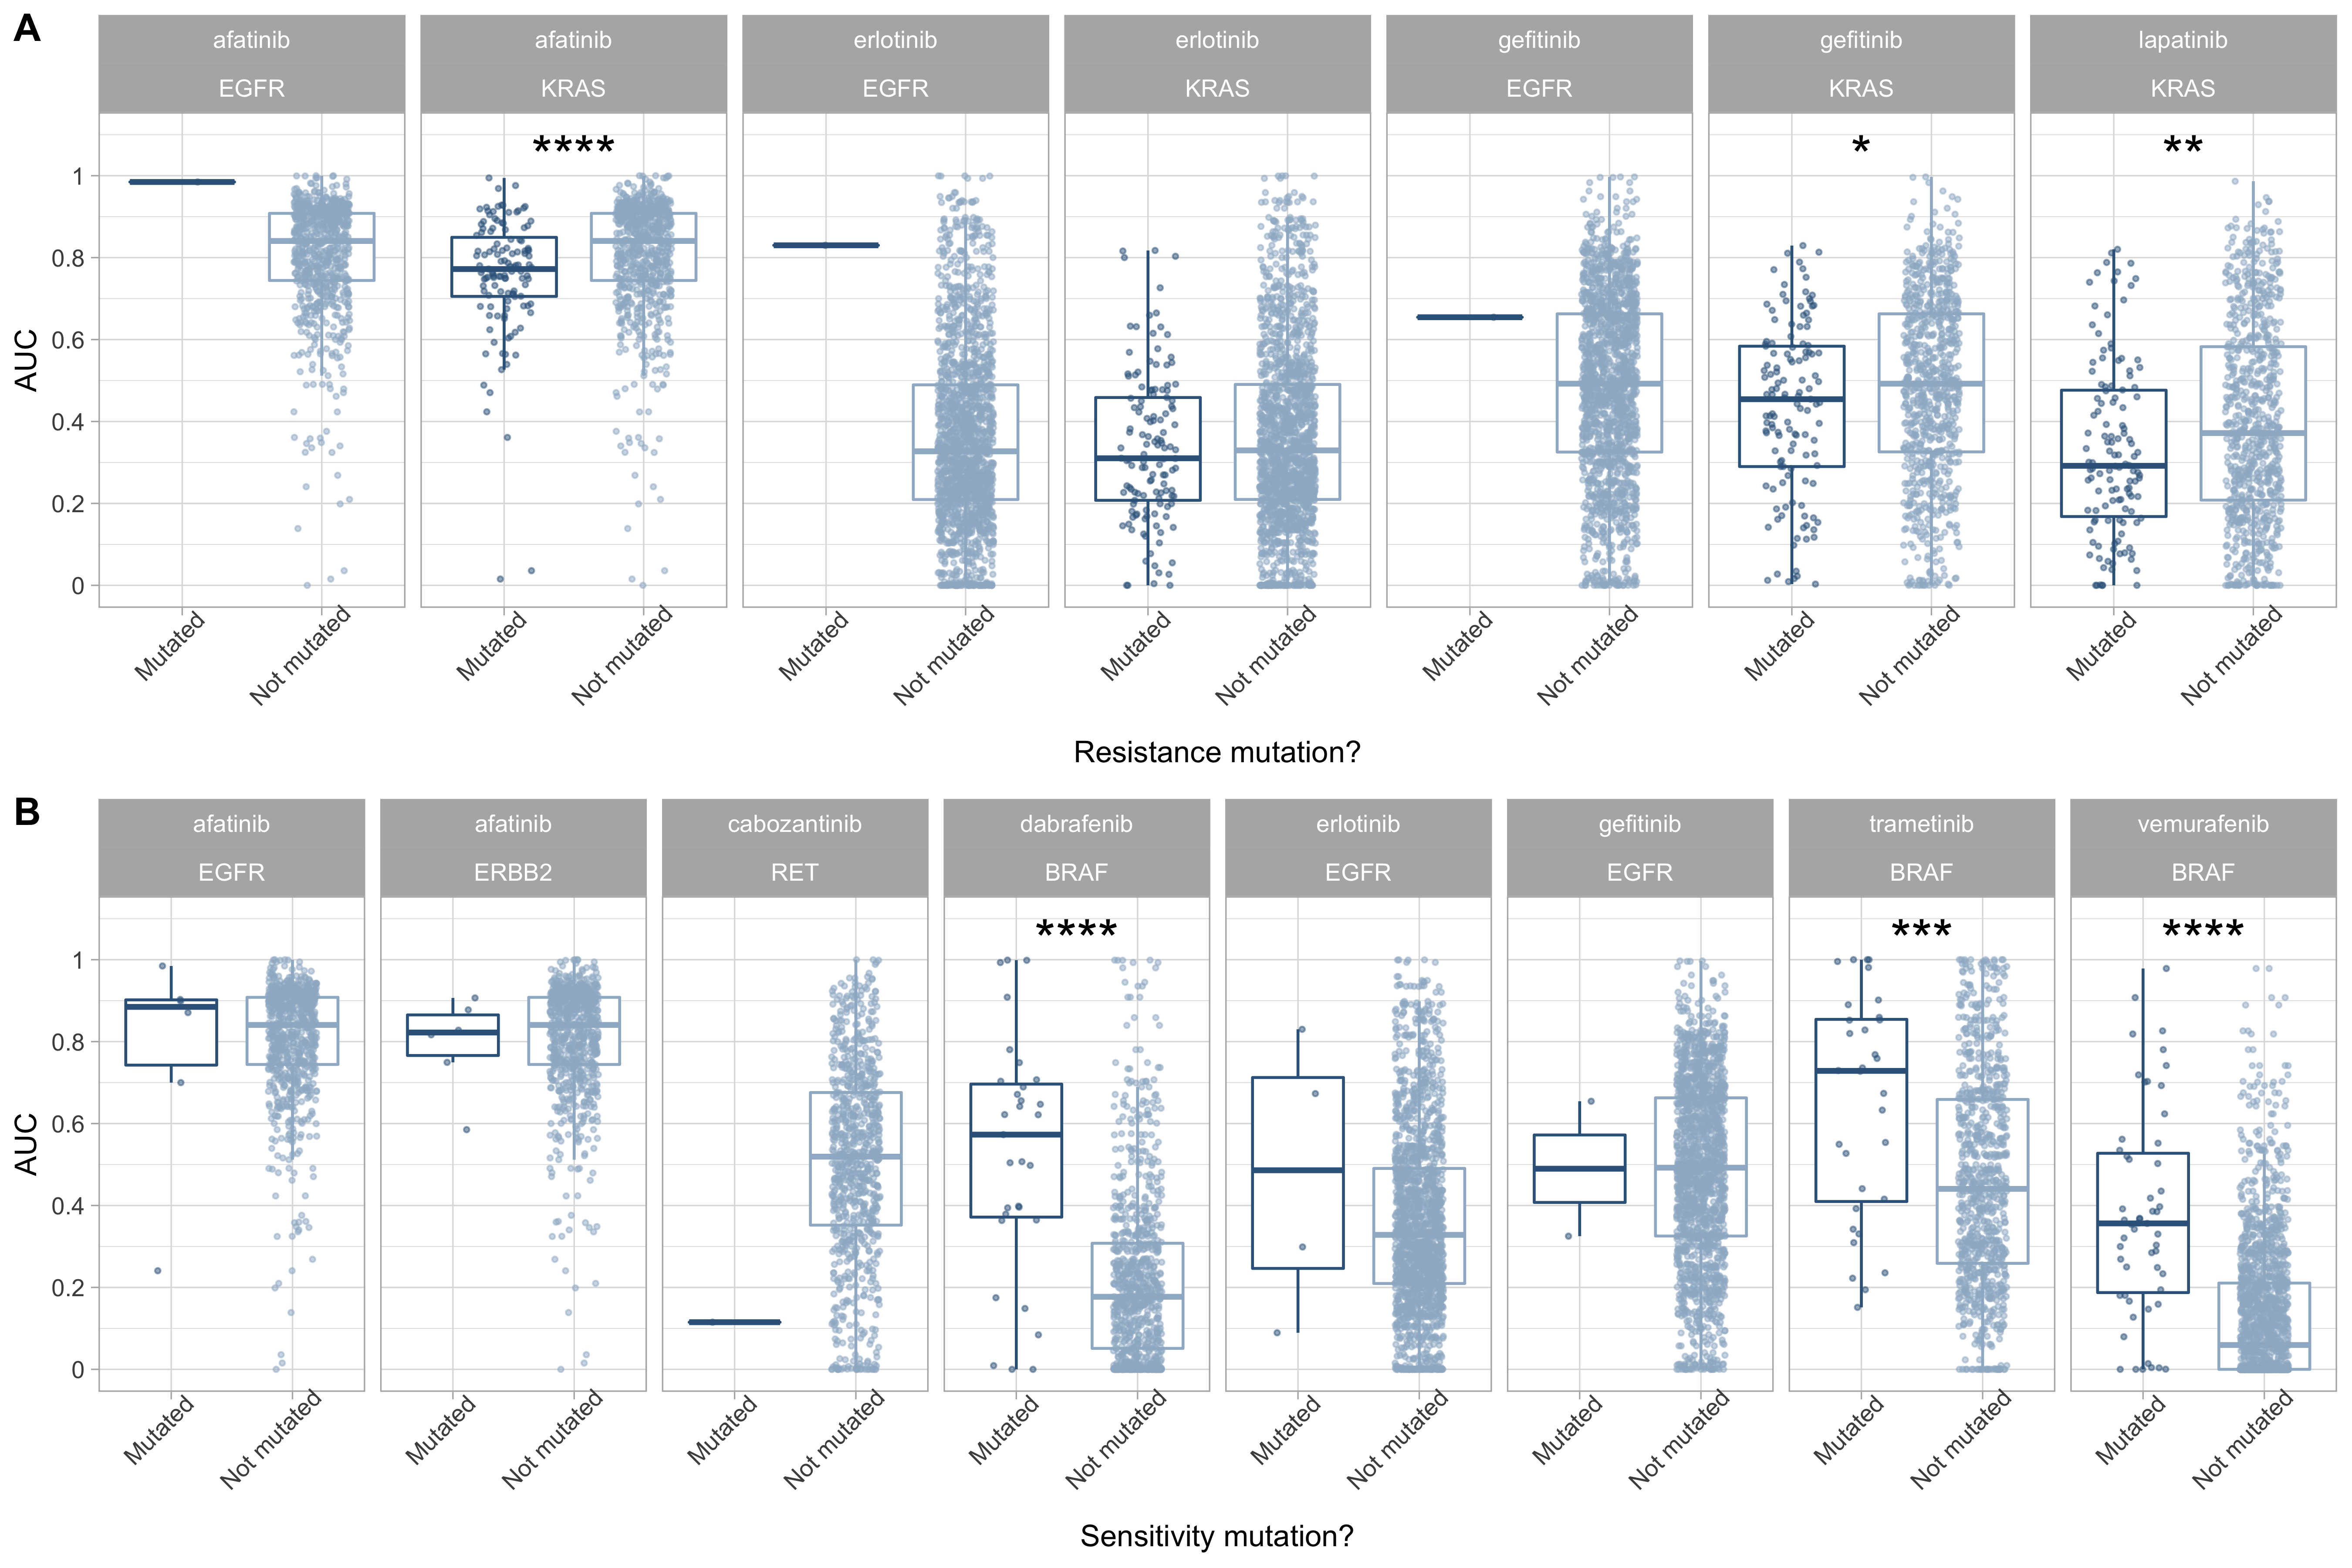 A
afatinib afatinib erlotinib erlotinib gefitinib gefitinib lapatinib
EGFR KRAS EGFR KRAS EGFR KRAS KRAS
**** * **
1
0.8
0.6
0.4
0.2
0
AUC
Mutated Not mutated Mutated Not mutated Mutated Not mutated Mutated Not mutated Mutated Not mutated Mutated Not mutated Mutated Not mutated
Resistance mutation?
B
afatinib afatinib cabozantinib dabrafenib erlotinib gefitinib trametinib vemurafenib
EGFR ERBB2 RET BRAF EGFR EGFR BRAF BRAF
**** *** ****
1
0.8
0.6
0.4
0.2
0
AUC
Mutated Not mutated Mutated Not mutated Mutated Not mutated Mutated Not mutated Mutated Not mutated Mutated Not mutated Mutated Not mutated Mutated Not mutated
Sensitivity mutation?